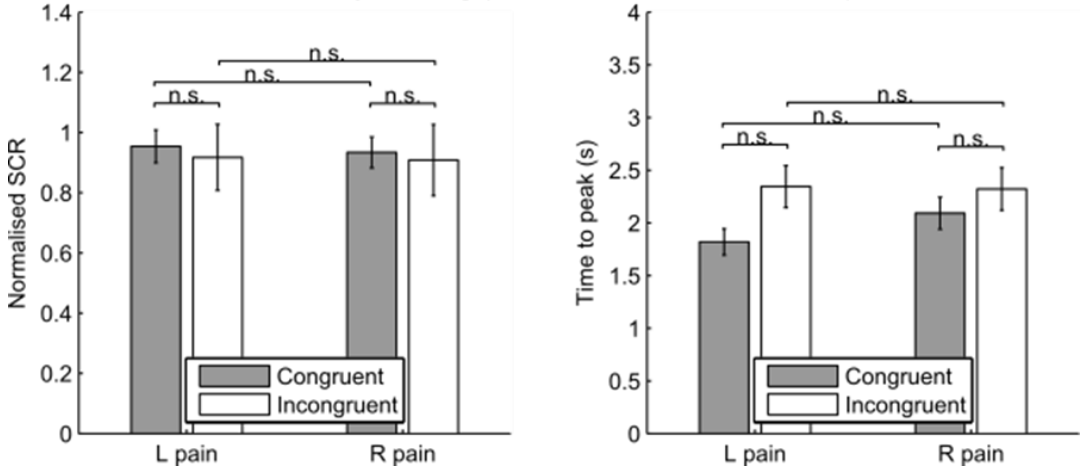 1.4
1.2
1
0.8
0.6
0.4
0.2
0
Normalised SCR
n.s.
n.s.
n.s.
n.s.
Congruent
Incongruent
L pain
R pain
4
3.5
3
2.5
2
1.5
1
0.5
0
Time to peak (s)
n.s.
n.s.
n.s.
n.s.
Congruent
Incongruent
L pain
R pain